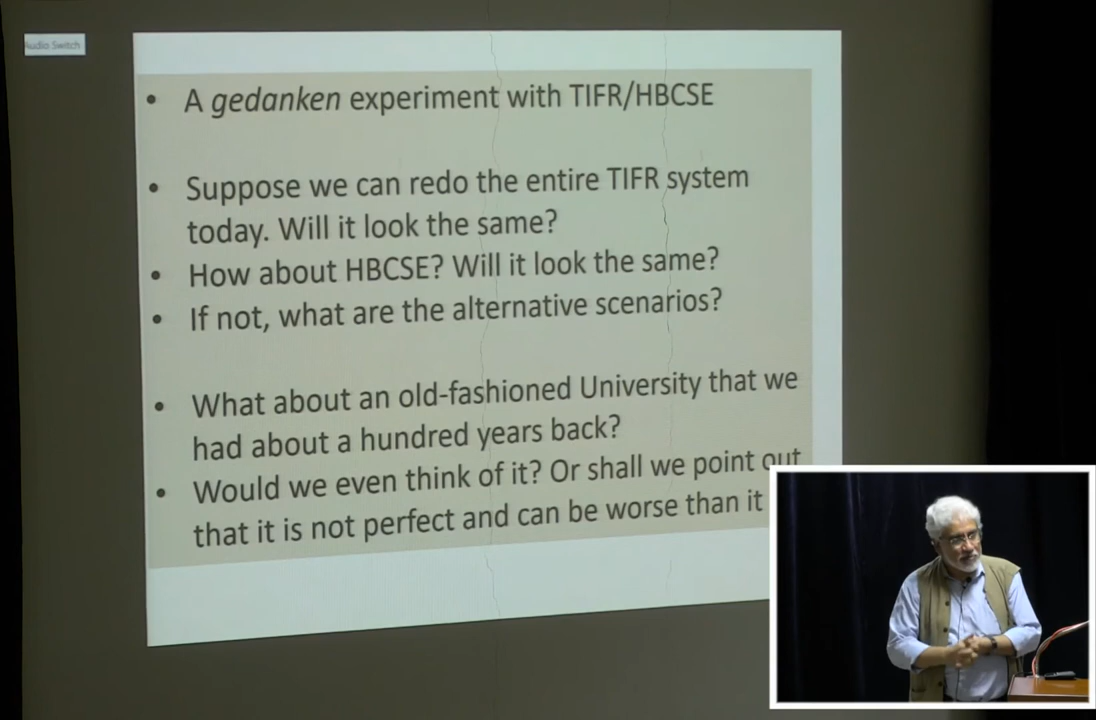 Audio Switch
• A gedanken experiment with TIFR/HBCSE
• Suppose we can redo the entire TIFR system
today. Will it look the same?
• How about HBCSE? Will it look the same?
• If not, what are the alternative scenarios?
• What about an old-fashioned University that we
had about a hundred years back?
• Would we even think of it? Or shall we point out
that it is not perfect and can be worse than it